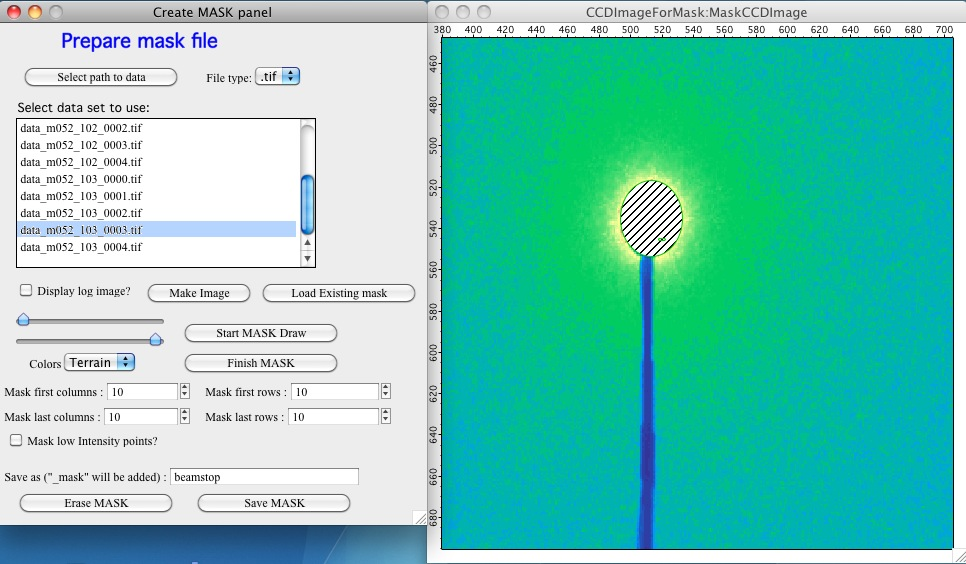 Create MASK panel
Prepare mask file
Select path to data
File type: .tif
Select data set to use:
data_m052_102_0002.tif
data_m052_102_0003.tif
data_m052_102_0004.tif
data_m052_103_0000.tif
data_m052_103_0001.tif
data_m052_103_0002.tif
data_m052_103_0003.tif
data_m052_103_0004.tif
Display log image?
Make Image
Load Existing mask
Start MASK Draw
Colors Terrain
Finish MASK
Mask first columns : 10
Mask first rows : 10
Mask last columns : 10
Mask last rows : 10
Mask low Intensity points?
Save as ("_mask" will be added) : beamstop
Erase MASK
Save MASK
CCDImageForMask:MaskCCDImage
380 400 420 440 460 480 500 520 540 560 580 600 620 640 660 680 700
460
480
500
520
540
560
580
600
620
640
660
680